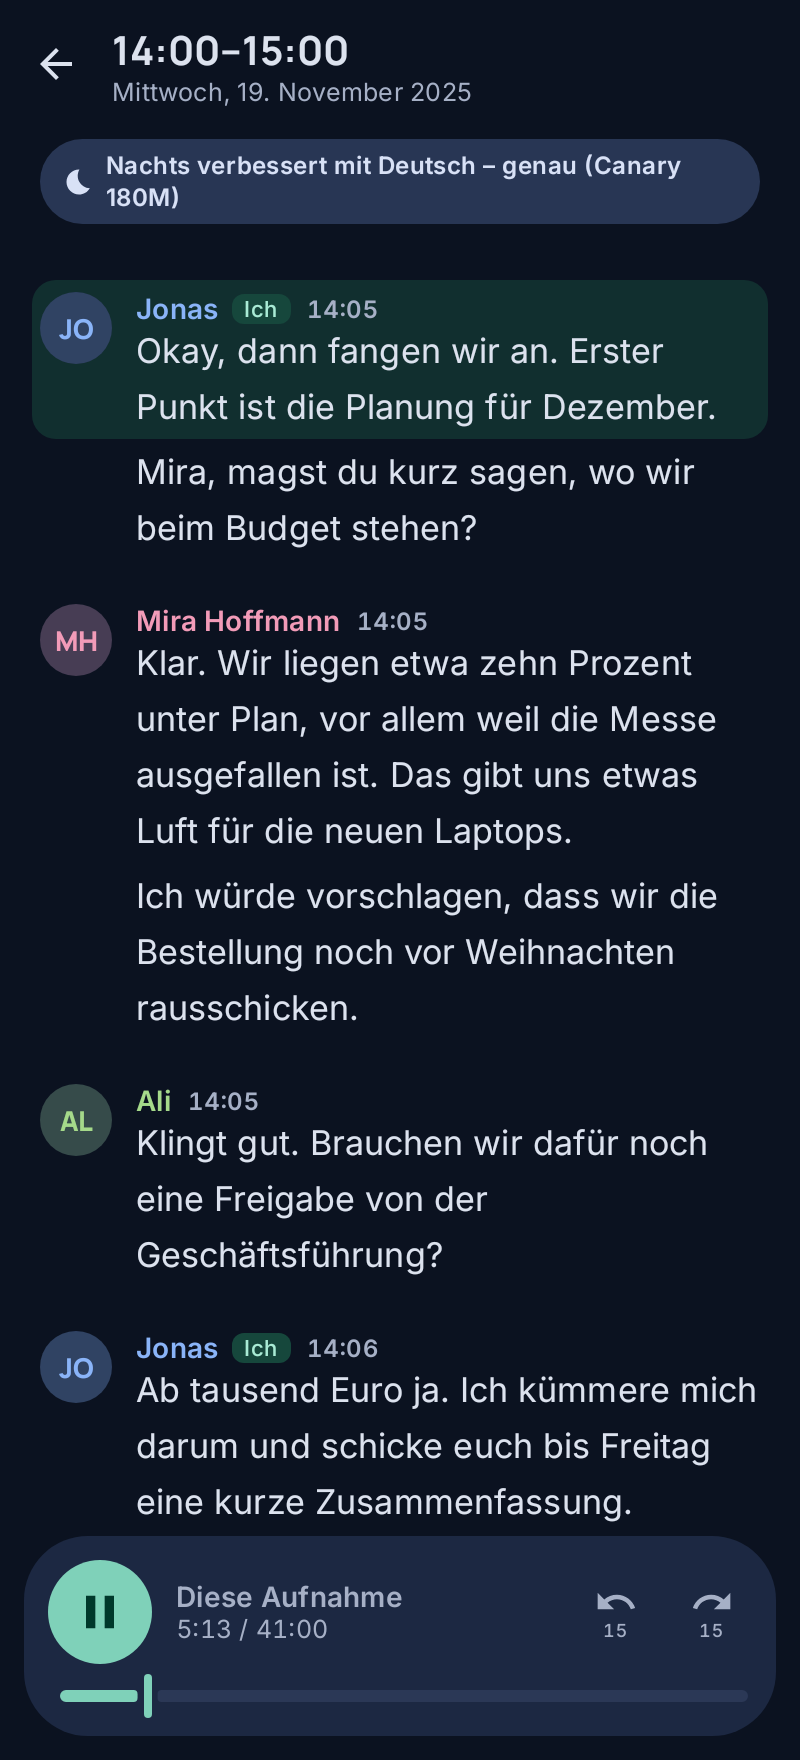 14:00–15:00
Mittwoch, 19. November 2025
Nachts verbessert mit Deutsch – genau (Canary
180M)
JO
Jonas Ich 14:05
Okay, dann fangen wir an. Erster
Punkt ist die Planung für Dezember.
Mira, magst du kurz sagen, wo wir
beim Budget stehen?
MH
Mira Hoffmann 14:05
Klar. Wir liegen etwa zehn Prozent
unter Plan, vor allem weil die Messe
ausgefallen ist. Das gibt uns etwas
Luft für die neuen Laptops.
Ich würde vorschlagen, dass wir die
Bestellung noch vor Weihnachten
rausschicken.
AL
Ali 14:05
Klingt gut. Brauchen wir dafür noch
eine Freigabe von der
Geschäftsführung?
JO
Jonas Ich 14:06
Ab tausend Euro ja. Ich kümmere mich
darum und schicke euch bis Freitag
eine kurze Zusammenfassung.
Diese Aufnahme
5:13 / 41:00
15
15